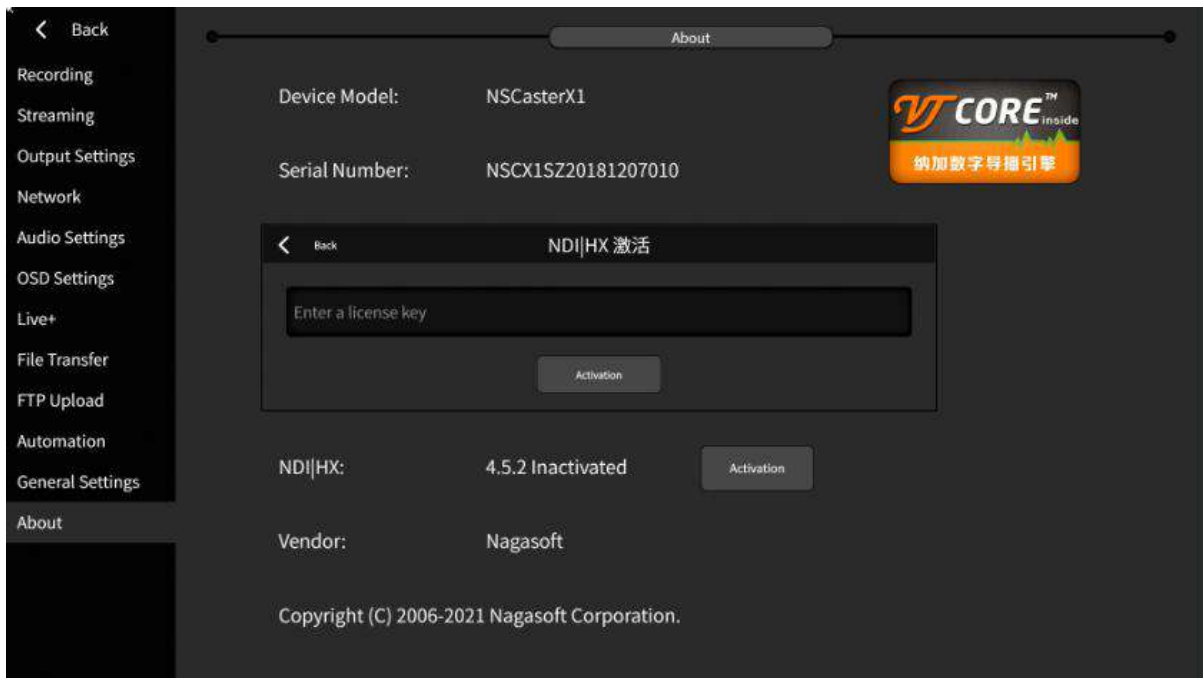 Back
Recording
Streaming
Output Settings
Network
Audio Settings
OSD Settings
Live+
File Transfer
FTP Upload
Automation
General Settings
About
About
Device Model: NSCasterX1
VJ CORE™ inside
纳加数字导播引擎
Serial Number: NSCX1SZ20181207010
Back NDI|HX 激活
Enter a license key
Activation
NDI|HX: 4.5.2 Inactivated Activation
Vendor: Nagasoft
Copyright (C) 2006-2021 Nagasoft Corporation.